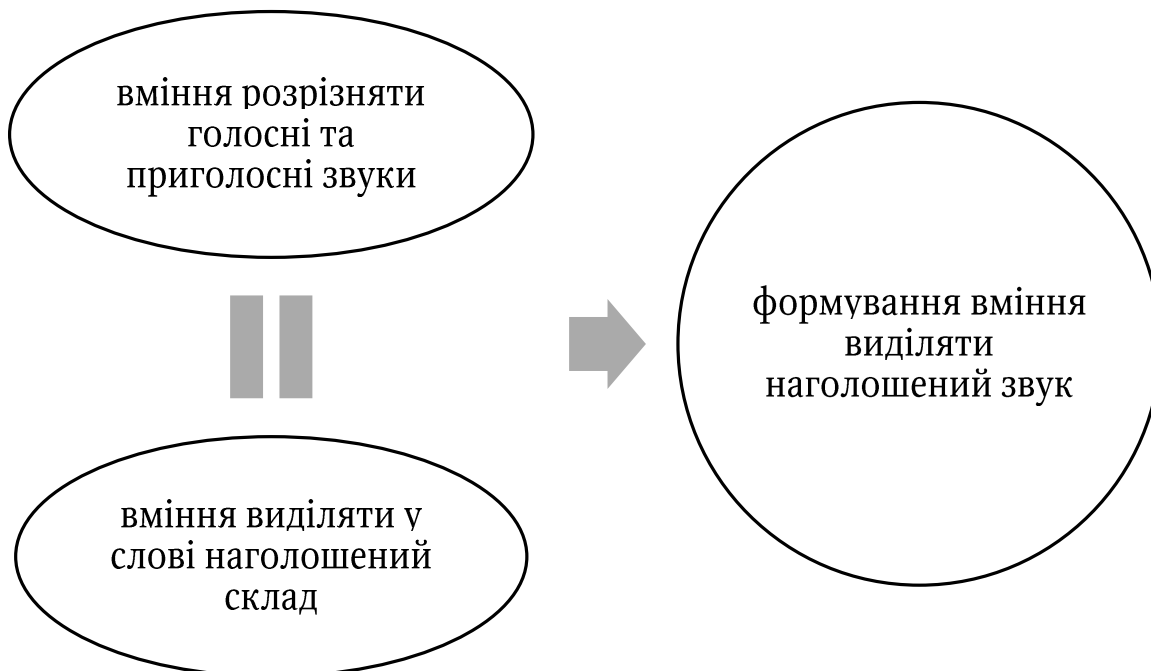 вміння розрізняти
голосні та
приголосні звуки
формування вміння
виділяти
наголошений звук
вміння виділяти у
слові наголошений
склад